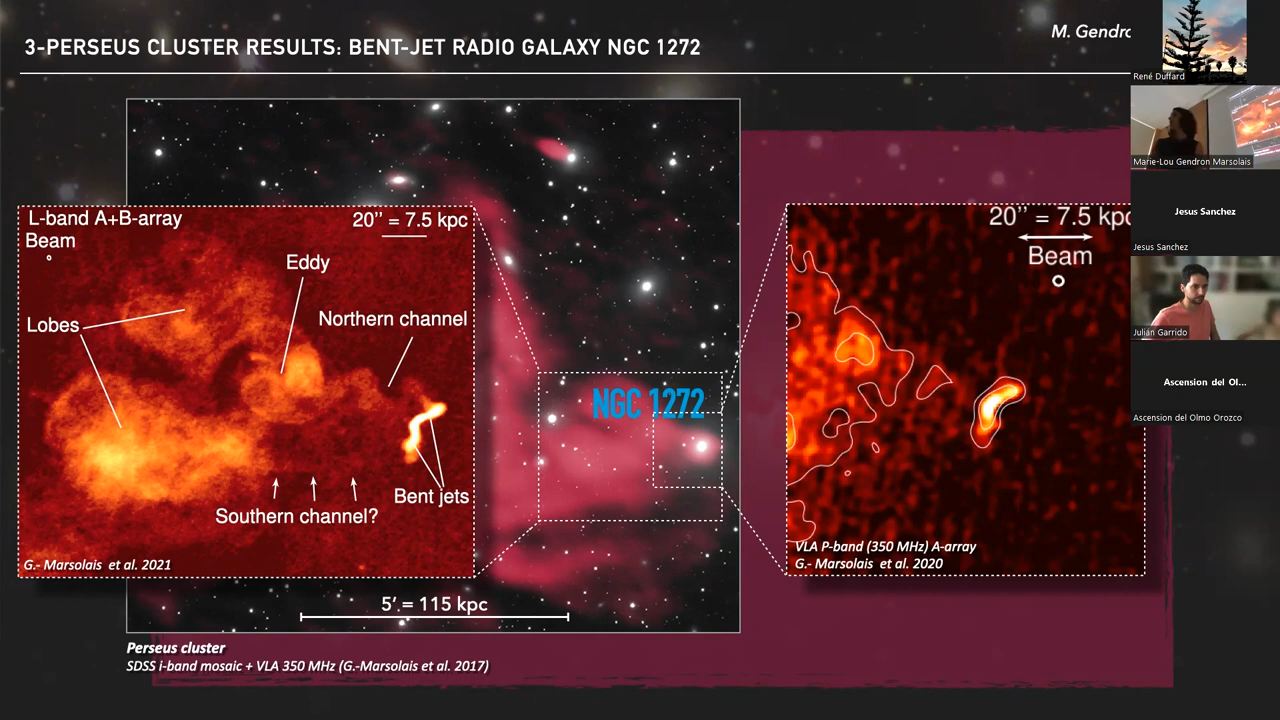 3-PERSEUS CLUSTER RESULTS: BENT-JET RADIO GALAXY NGC 1272
M. Gendro
L-band A+B-array
Beam
20’’ = 7.5 kpc
Eddy
Lobes
Northern channel
Bent jets
Southern channel?
G.- Marsolais et al. 2021
NGC 1272
5’.= 115 kpc
Perseus cluster
SDSS i-band mosaic + VLA 350 MHz (G.-Marsolais et al. 2017)
20’’ = 7.5 kpc
Beam
VLA P-band (350 MHz) A-array
G.- Marsolais et al. 2020
René Duffard
Marie-Lou Gendron Marsolais
Jesus Sanchez
Jesus Sanchez
Julián Garrido
Ascension del Ol...
Ascension del Olmo Orozco